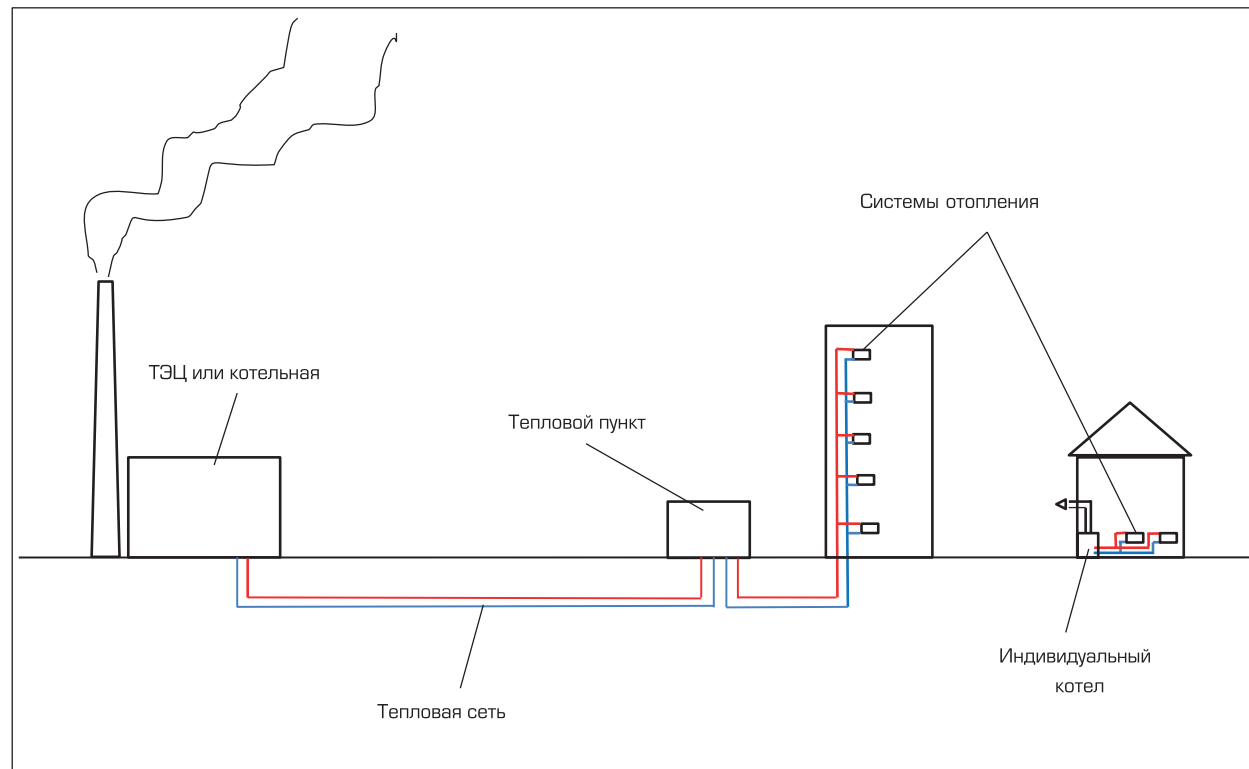 Системы отопления
ТЭЦ или котельная
Тепловой пункт
Индивидуальный
котел
Тепловая сеть